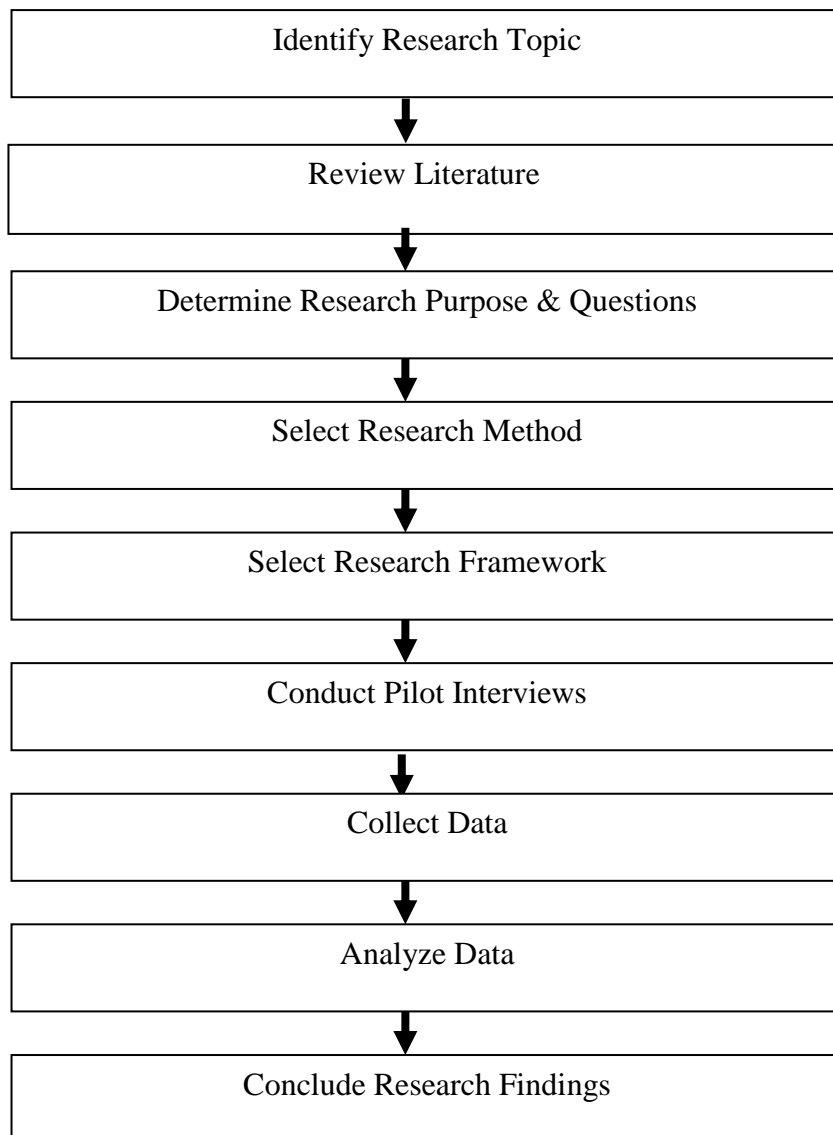 Identify Research Topic
Review Literature
Determine Research Purpose & Questions
Select Research Method
Select Research Framework
Conduct Pilot Interviews
Collect Data
Analyze Data
Conclude Research Findings